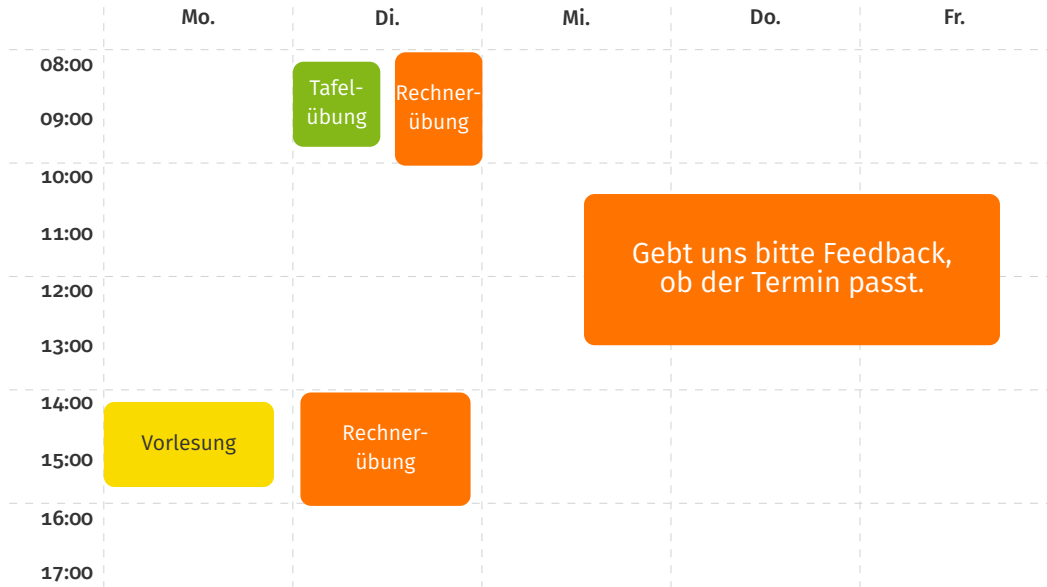 Mo. Di. Mi. Do. Fr.
08:00
Tafel-
übung
Rechner-
übung
09:00
10:00
11:00
Gebt uns bitte Feedback,
ob der Termin passt.
12:00
13:00
14:00
Vorlesung
Rechner-
übung
15:00
16:00
17:00